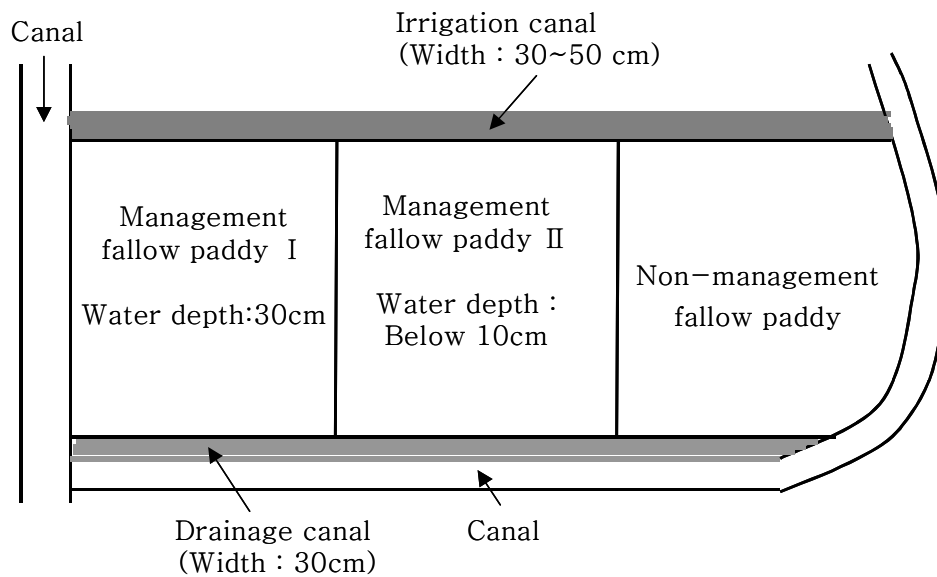 Canal
Irrigation canal
(Width : 30~50 cm)
Management
fallow paddy Ⅰ
Water depth:30cm
Management
fallow paddy Ⅱ
Water depth :
Below 10cm
Non-management
fallow paddy
Drainage canal
(Width : 30cm)
Canal